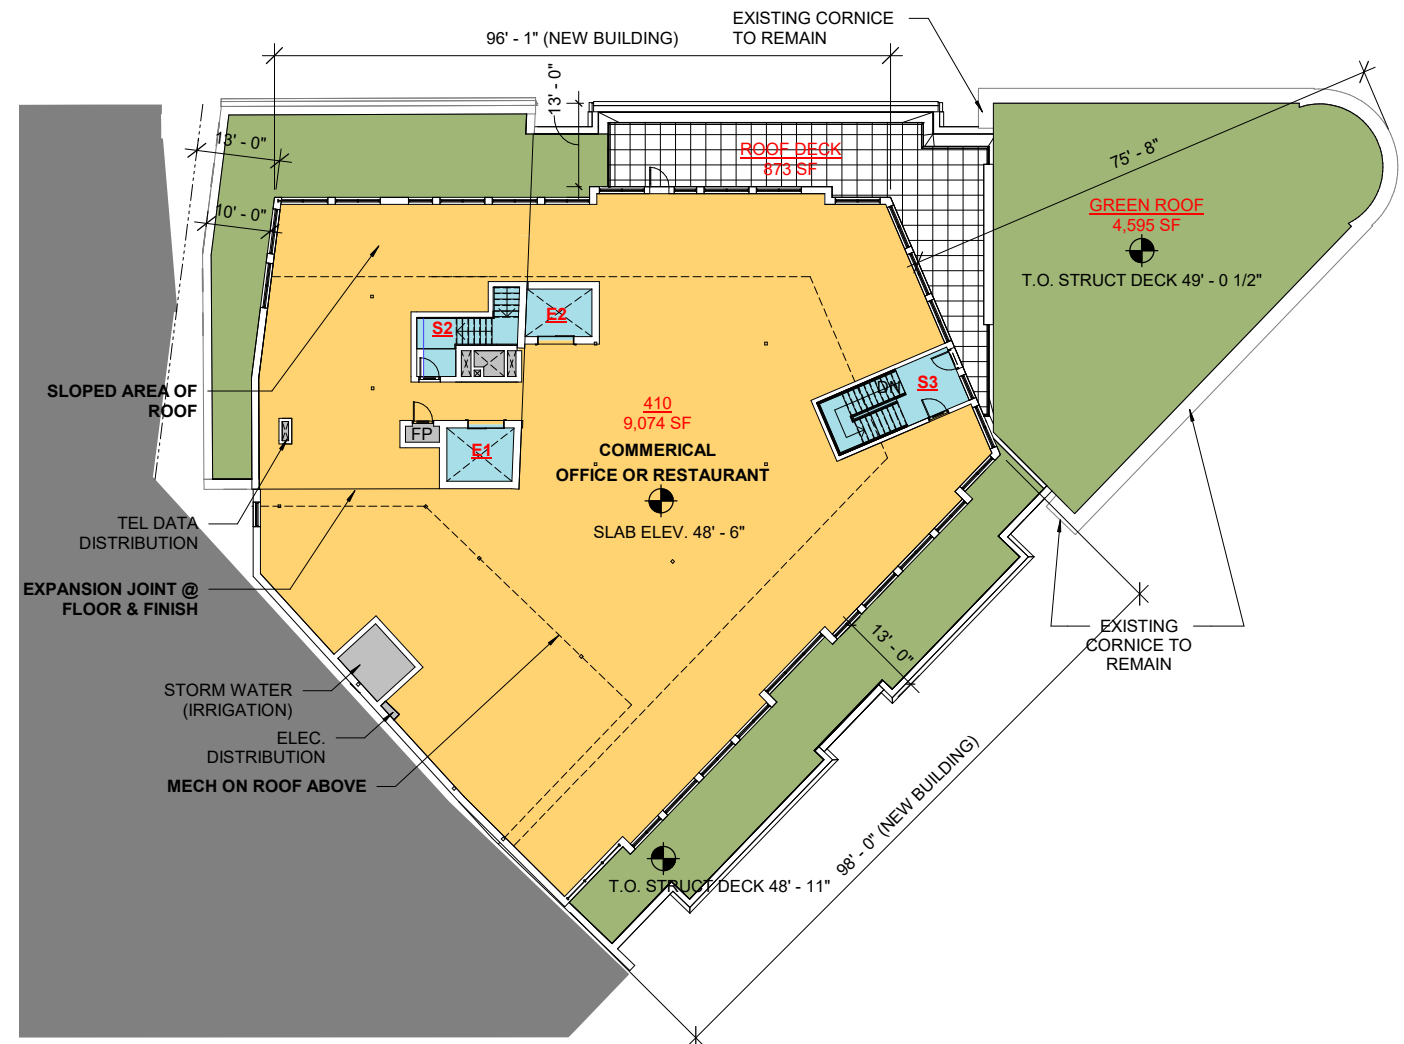 EXISTING CORNICE
TO REMAIN
96' - 1" (NEW BUILDING)
13' - 0"
13' - 0"
ROOF DECK
873 SF
75' - 8"
10' - 0"
GREEN ROOF
4,595 SF
T.O. STRUCT DECK 49' - 0 1/2"
E2
S2
DN
S3
SLOPED AREA OF
ROOF
410
9,074 SF
FP
E1
COMMERICAL
OFFICE OR RESTAURANT
TEL DATA
DISTRIBUTION
SLAB ELEV. 48' - 6"
EXPANSION JOINT @
FLOOR & FINISH
EXISTING
CORNICE TO
REMAIN
13' - 0"
STORM WATER
(IRRIGATION)
ELEC.
DISTRIBUTION
MECH ON ROOF ABOVE
98' - 0" (NEW BUILDING)
T.O. STRUCT DECK 48' - 11"